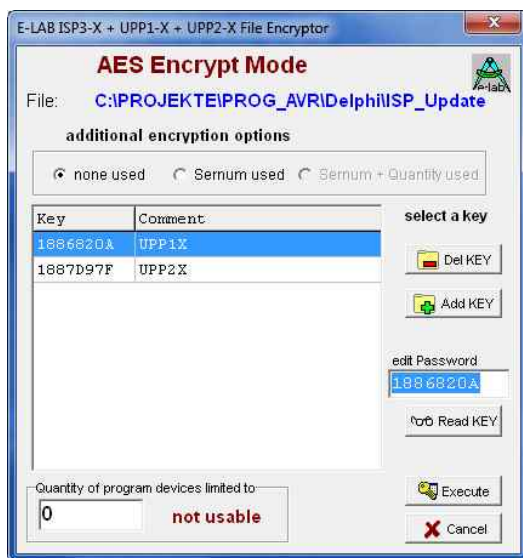 E-LAB ISP3-X + UPP1-X + UPP2-X File Encryptor
AES Encrypt Mode
e-lab
File: C:\PROJEKTE\PROG_AVR\Delphi\ISP_Update
additional encryption options
none used Sernum used Sernum + Quantity used
Key Comment
1886820A UPP1X
1887D97F UPP2X
select a key
Del KEY
Add KEY
edit Password
1886820A
Read KEY
Quantity of program devices limited to
0 not usable
Execute
Cancel